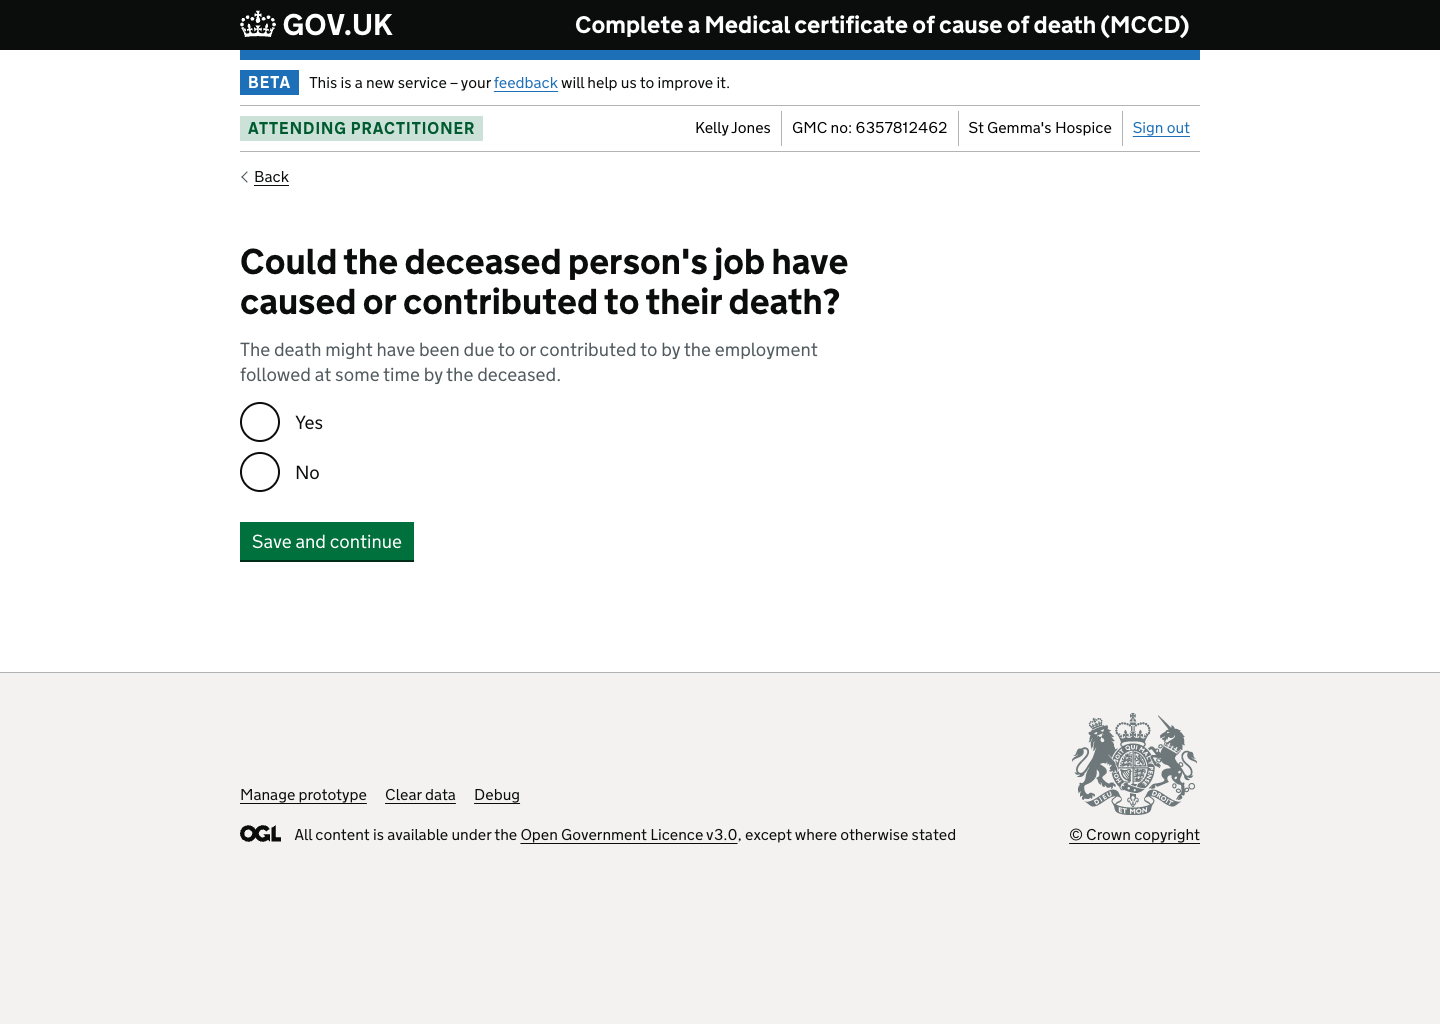 GOV.UK
Complete a Medical certificate of cause of death (MCCD)
BETA This is a new service – your feedback will help us to improve it.
ATTENDING PRACTITIONER Kelly Jones GMC no: 6357812462 St Gemma's Hospice Sign out
Back
Could the deceased person's job have
caused or contributed to their death?
The death might have been due to or contributed to by the employment
followed at some time by the deceased.
Yes
No
Save and continue
Manage prototype Clear data Debug
OGL All content is available under the Open Government Licence v3.0, except where otherwise stated
DIEU ET MON DROIT
© Crown copyright